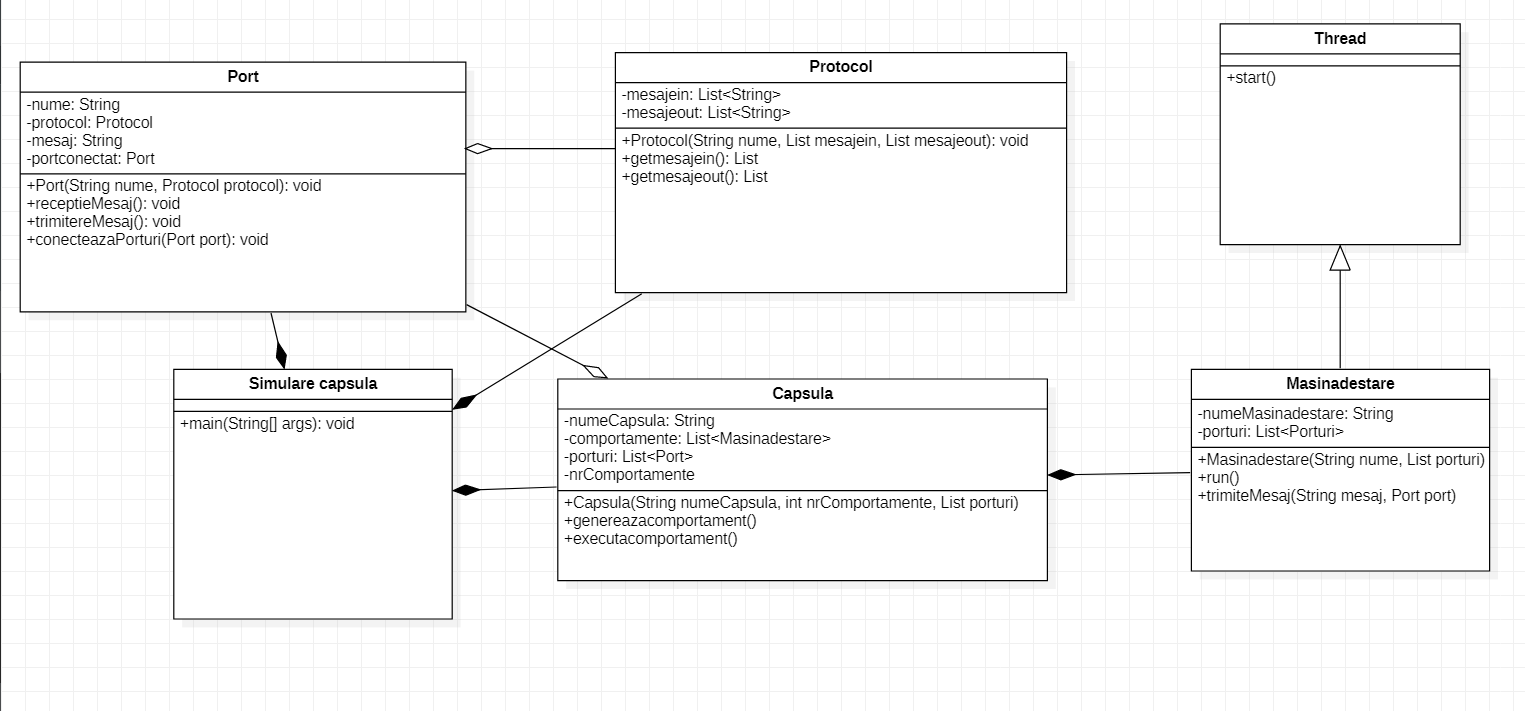 Port
-nume: String
-protocol: Protocol
-mesaj: String
-portconectat: Port
+Port(String nume, Protocol protocol): void
+receptieMesaj(): void
+trimitereMesaj(): void
+conecteazaPorturi(Port port): void
Protocol
-mesajein: List<String>
-mesajeout: List<String>
+Protocol(String nume, List mesajein, List mesajeout): void
+getmesajein(): List
+getmesajeout(): List
Thread
+start()
Simulare capsula
+main(String[] args): void
Capsula
-numeCapsula: String
-comportamente: List<Masinadestare>
-porturi: List<Port>
-nrComportamente
+Capsula(String numeCapsula, int nrComportamente, List porturi)
+genereazacomportament()
+executacomportament()
Masinadestare
-numeMasinadestare: String
-porturi: List<Porturi>
+Masinadestare(String nume, List porturi)
+run()
+trimiteMesaj(String mesaj, Port port)